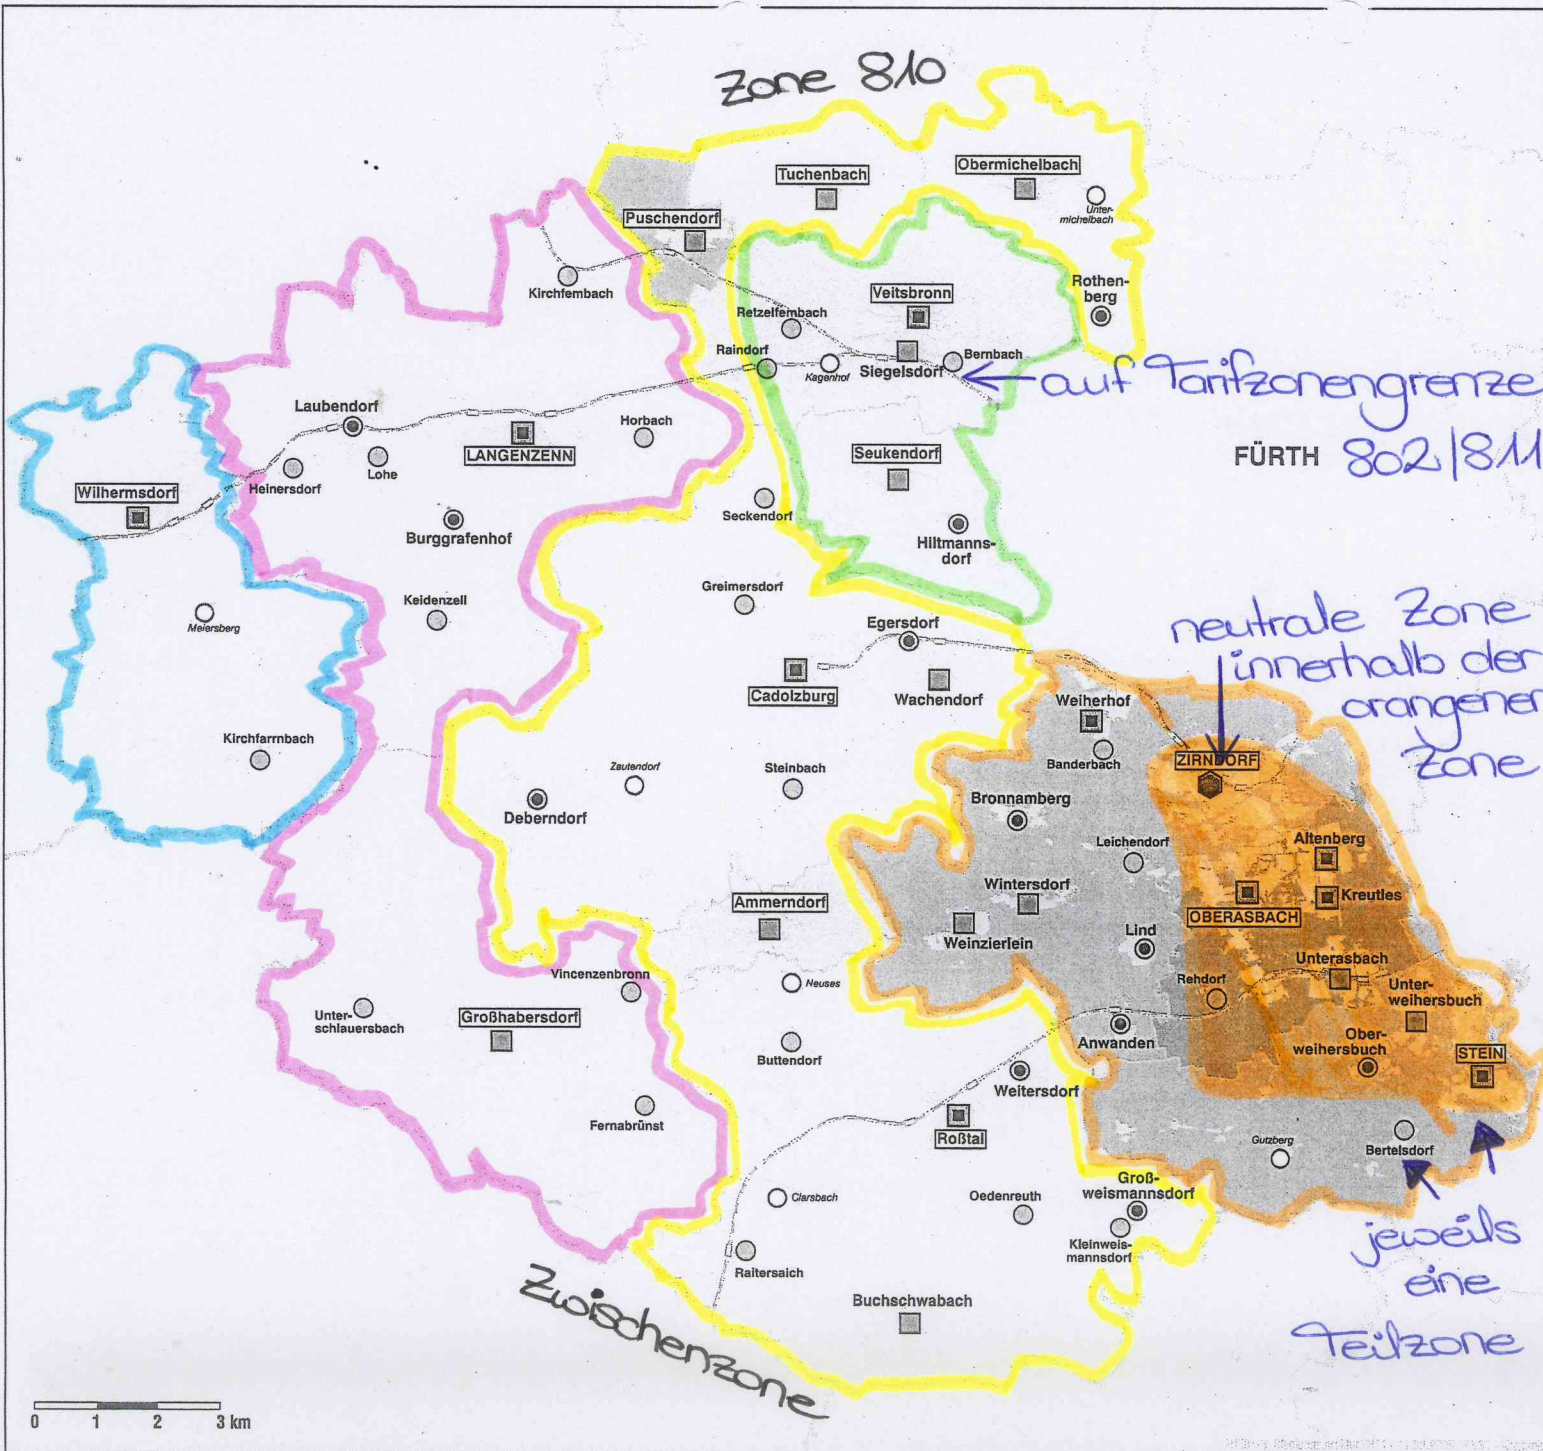 Zone 810
Tuchenbach
Obermichelbach
Unter-
michelbach
Puschendorf
Kirchfembach
Veitsbronn
Rothen-
berg
Retzelfembach
Raindorf
Kagenhof
Siegelsdorf
Bernbach
auf Tarifzonengrenze
FÜRTH 802/811
Laubendorf
Horbach
LANGENZENN
Lohe
Heinersdorf
Seukendorf
Wilhermsdorf
Seckendorf
Burggrafenhof
Hiltmanns-
dorf
Greimersdorf
Keidenzell
Meiersberg
Egersdorf
neutrale Zone
innerhalb der
orangenen
Zone
Cadolzburg
Wachendorf
Weiherhof
Kirchfarrnbach
Banderbach
ZIRNDORF
Zautendorf
Steinbach
Deberndorf
Bronnamberg
Leichendorf
Altenberg
Wintersdorf
Kreutles
Ammerndorf
OBERASBACH
Weinzierlein
Lind
Vincenzenbronn
Neuses
Rehdorf
Unterasbach
Unter-
weihersbuch
Unter-
schlauersbach
Großhabersdorf
Buttendorf
Anwanden
Ober-
weihersbuch
STEIN
Weitersdorf
Fernabrünst
Roßtal
Gutzberg
Bertelsdorf
Clarsbach
Oedenreuth
Groß-
weismannsdorf
Kleinweis-
mannsdorf
jeweils
eine
Teilzone
Raitersaich
Buchschwabach
Zwischenzone
0 1 2 3 km